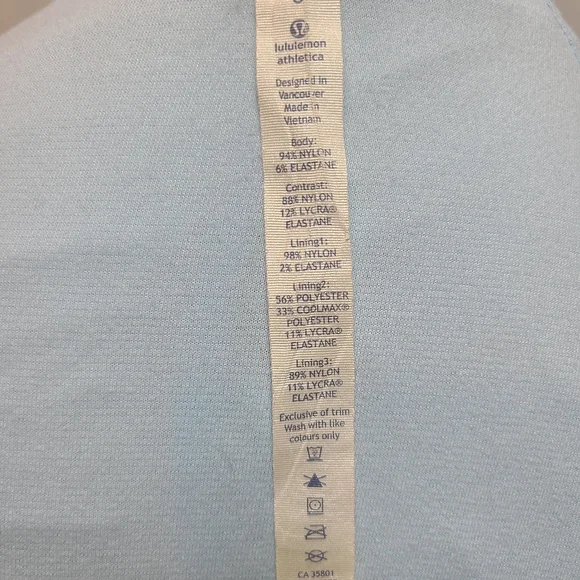 lululemon
athletica
Designed in
Vancouver
Made in
Vietnam
Body:
94% NYLON
6% ELASTANE
Contrast:
88% NYLON
12% LYCRA®
ELASTANE
Lining1:
98% NYLON
2% ELASTANE
Lining2:
56% POLYESTER
33% COOLMAX®
POLYESTER
11% LYCRA®
ELASTANE
Lining3:
89% NYLON
11% LYCRA®
ELASTANE
Exclusive of trim
Wash with like
colours only
CA 35801